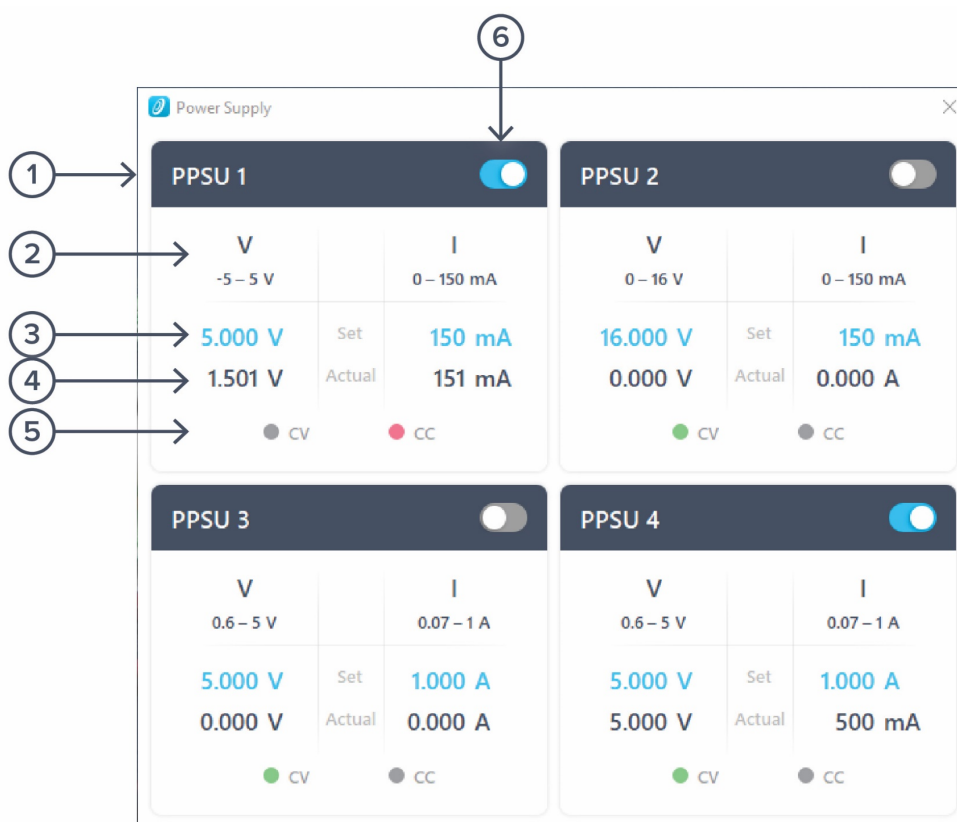 6
Power Supply
1
PPSU 1
PPSU 2
2
V I
-5 – 5 V 0 – 150 mA
V I
0 – 16 V 0 – 150 mA
3
5.000 V Set 150 mA
16.000 V Set 150 mA
4
1.501 V Actual 151 mA
0.000 V Actual 0.000 A
5
CV CC
CV CC
PPSU 3
PPSU 4
V I
0.6 – 5 V 0.07 – 1 A
V I
0.6 – 5 V 0.07 – 1 A
5.000 V Set 1.000 A
5.000 V Set 1.000 A
0.000 V Actual 0.000 A
5.000 V Actual 500 mA
CV CC
CV CC